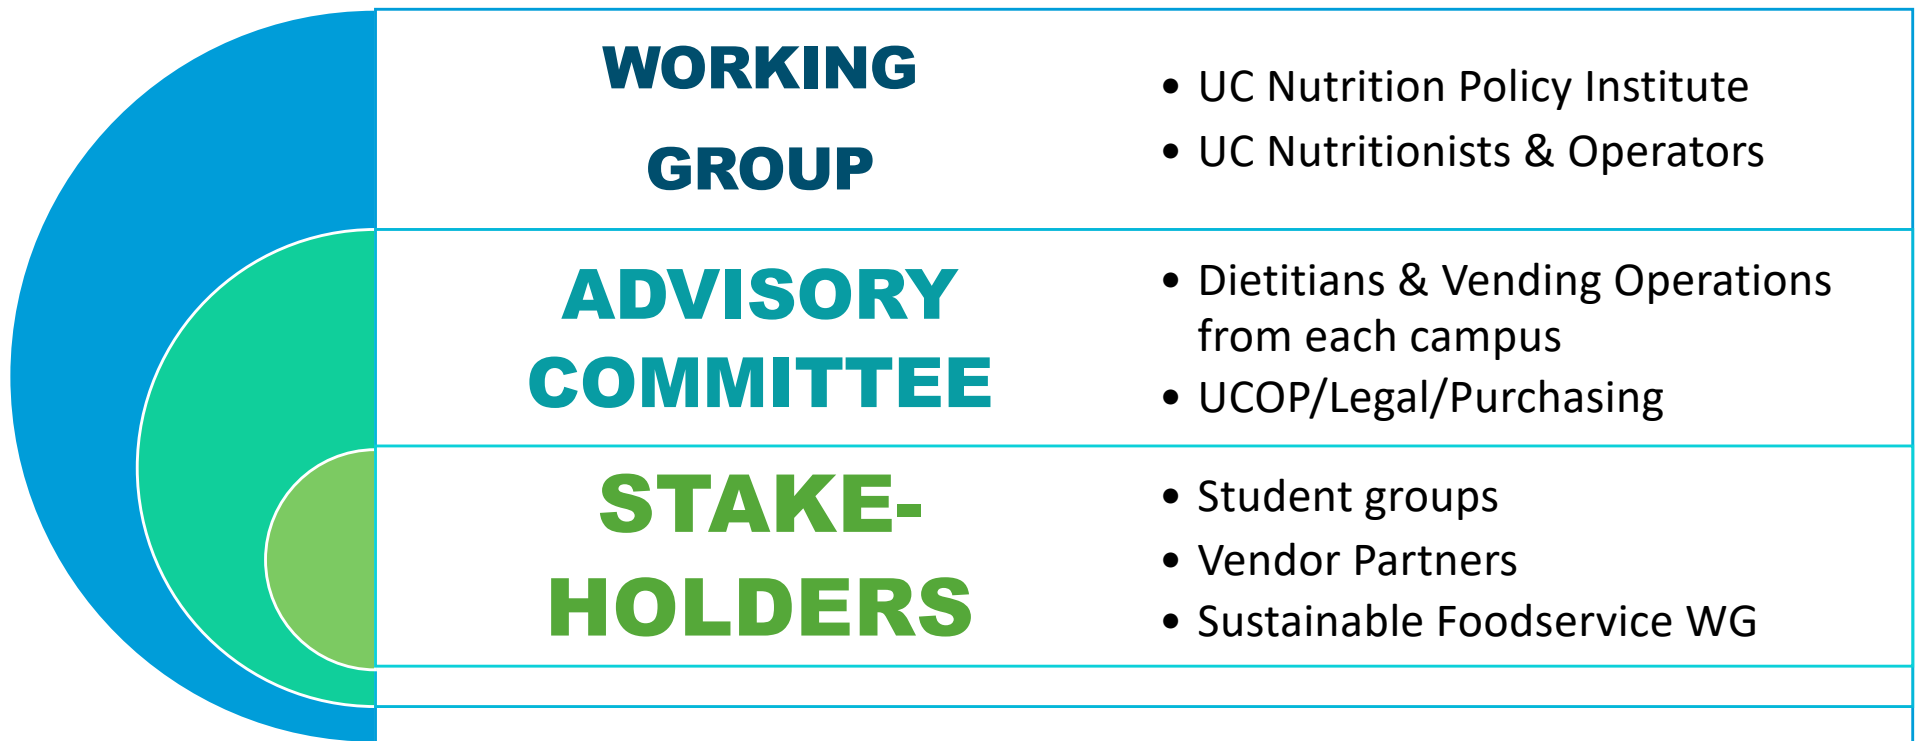 WORKING
GROUP
• UC Nutrition Policy Institute
• UC Nutritionists & Operators
ADVISORY
COMMITTEE
• Dietitians & Vending Operations
from each campus
• UCOP/Legal/Purchasing
STAKE-
HOLDERS
• Student groups
• Vendor Partners
• Sustainable Foodservice WG